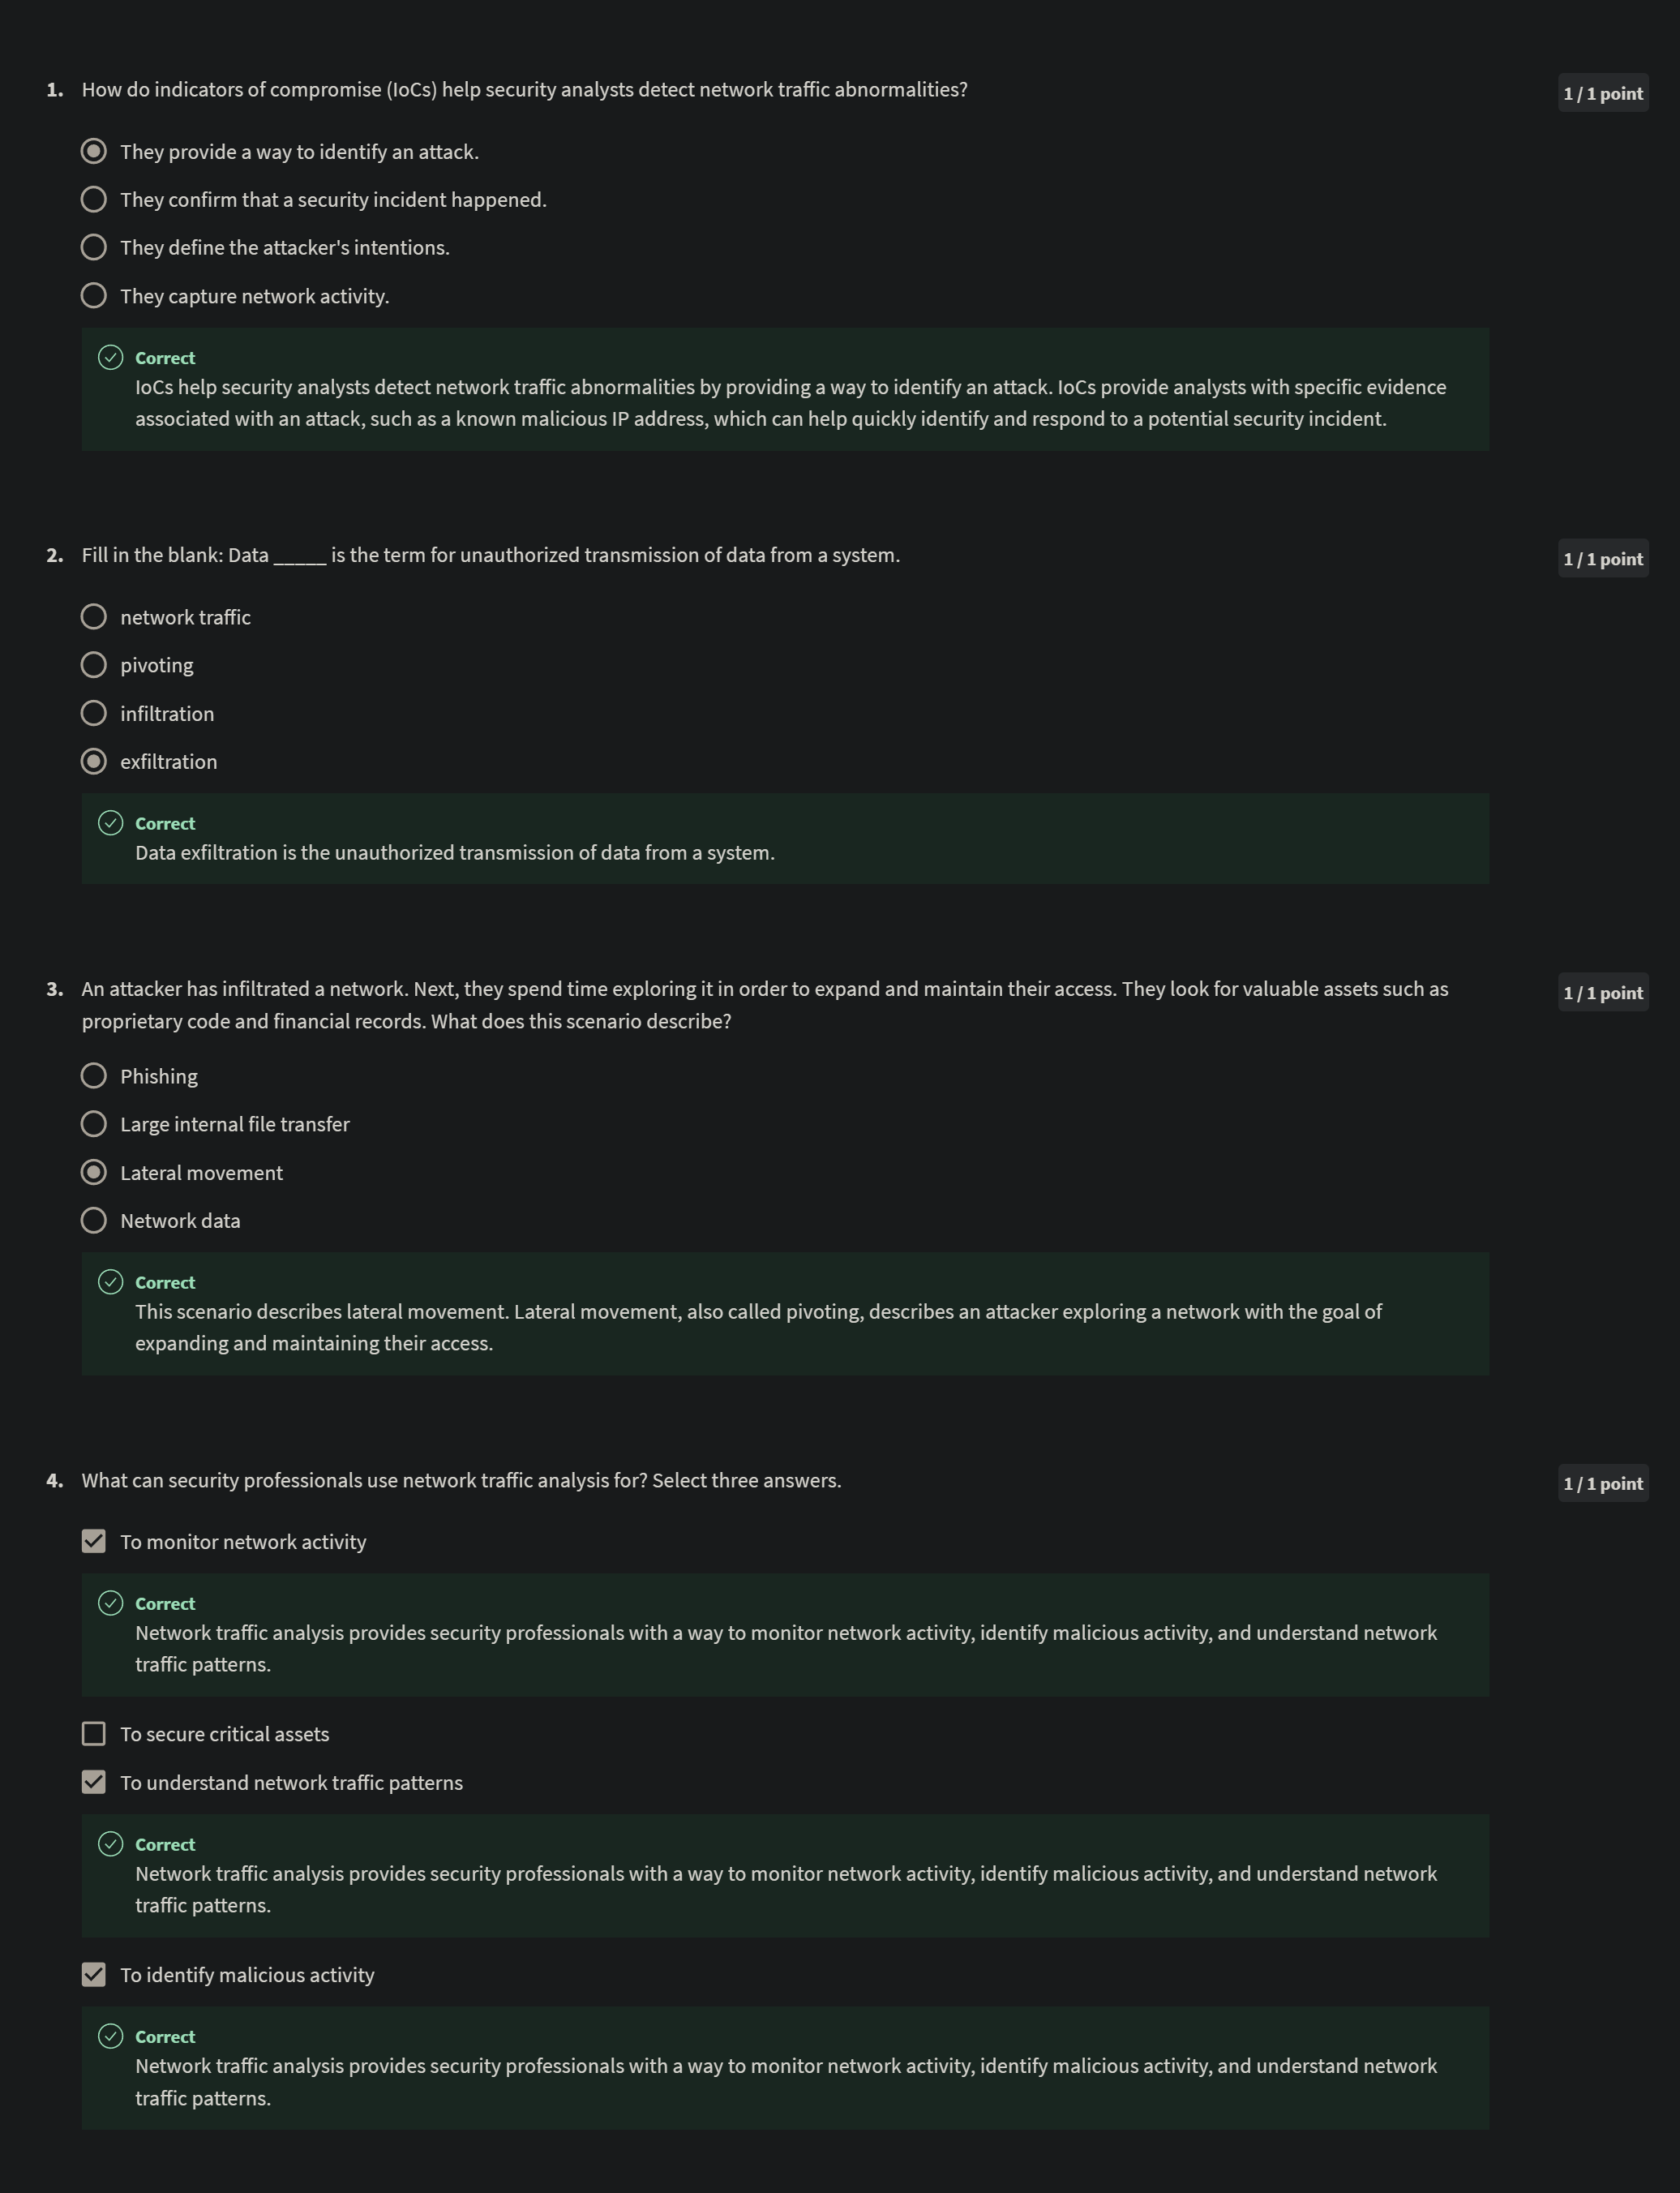 1. How do indicators of compromise (IoCs) help security analysts detect network traffic abnormalities?
1 / 1 point
They provide a way to identify an attack.
They confirm that a security incident happened.
They define the attacker's intentions.
They capture network activity.
Correct
IoCs help security analysts detect network traffic abnormalities by providing a way to identify an attack. IoCs provide analysts with specific evidence
associated with an attack, such as a known malicious IP address, which can help quickly identify and respond to a potential security incident.
2. Fill in the blank: Data _____ is the term for unauthorized transmission of data from a system.
1 / 1 point
network traffic
pivoting
infiltration
exfiltration
Correct
Data exfiltration is the unauthorized transmission of data from a system.
3. An attacker has infiltrated a network. Next, they spend time exploring it in order to expand and maintain their access. They look for valuable assets such as
proprietary code and financial records. What does this scenario describe?
1 / 1 point
Phishing
Large internal file transfer
Lateral movement
Network data
Correct
This scenario describes lateral movement. Lateral movement, also called pivoting, describes an attacker exploring a network with the goal of
expanding and maintaining their access.
4. What can security professionals use network traffic analysis for? Select three answers.
1 / 1 point
To monitor network activity
Correct
Network traffic analysis provides security professionals with a way to monitor network activity, identify malicious activity, and understand network
traffic patterns.
To secure critical assets
To understand network traffic patterns
Correct
Network traffic analysis provides security professionals with a way to monitor network activity, identify malicious activity, and understand network
traffic patterns.
To identify malicious activity
Correct
Network traffic analysis provides security professionals with a way to monitor network activity, identify malicious activity, and understand network
traffic patterns.